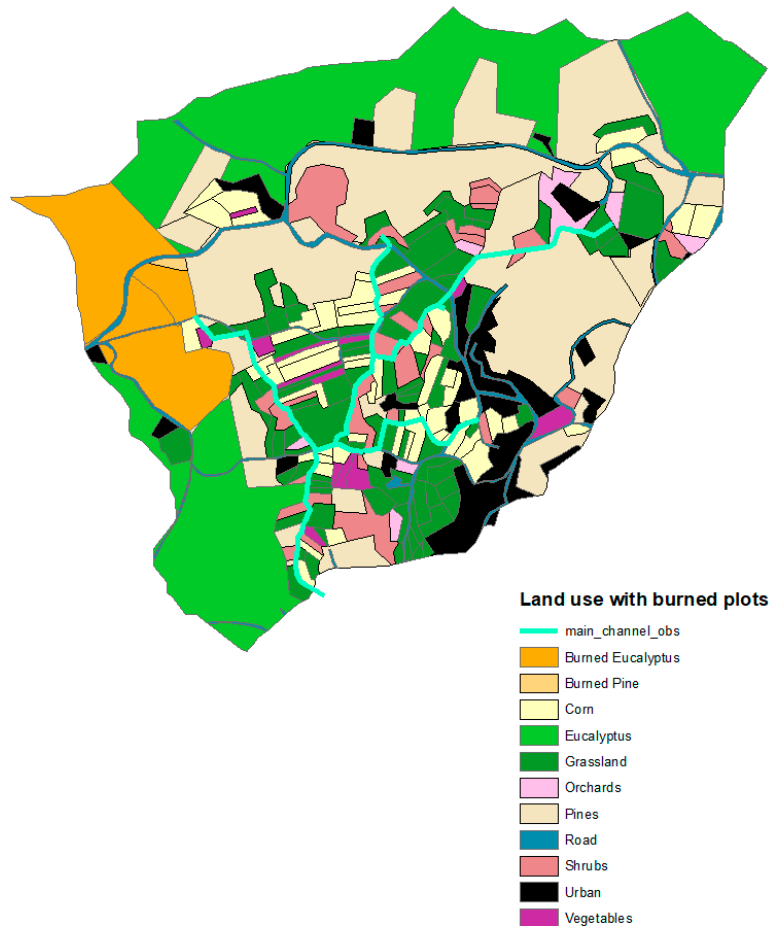 Land use with burned plots
main_channel_obs
Burned Eucalyptus
Burned Pine
Corn
Eucalyptus
Grassland
Orchards
Pines
Road
Shrubs
Urban
Vegetables